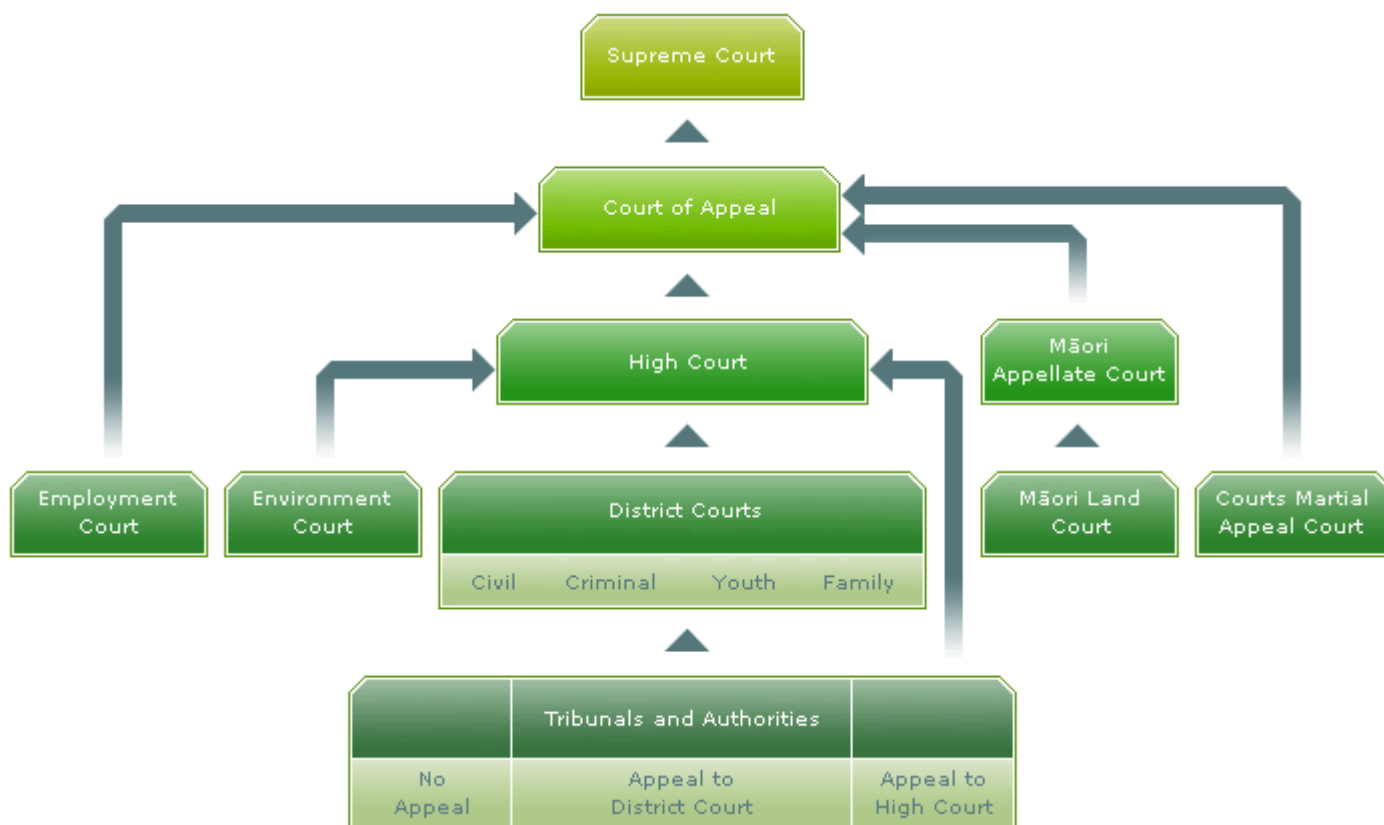 Supreme Court
Court of Appeal
High Court
Māori
Appellate Court
Employment
Court
Environment
Court
District Courts
Civil Criminal Youth Family
Māori Land
Court
Courts Martial
Appeal Court
Tribunals and Authorities
No
Appeal
Appeal to
District Court
Appeal to
High Court